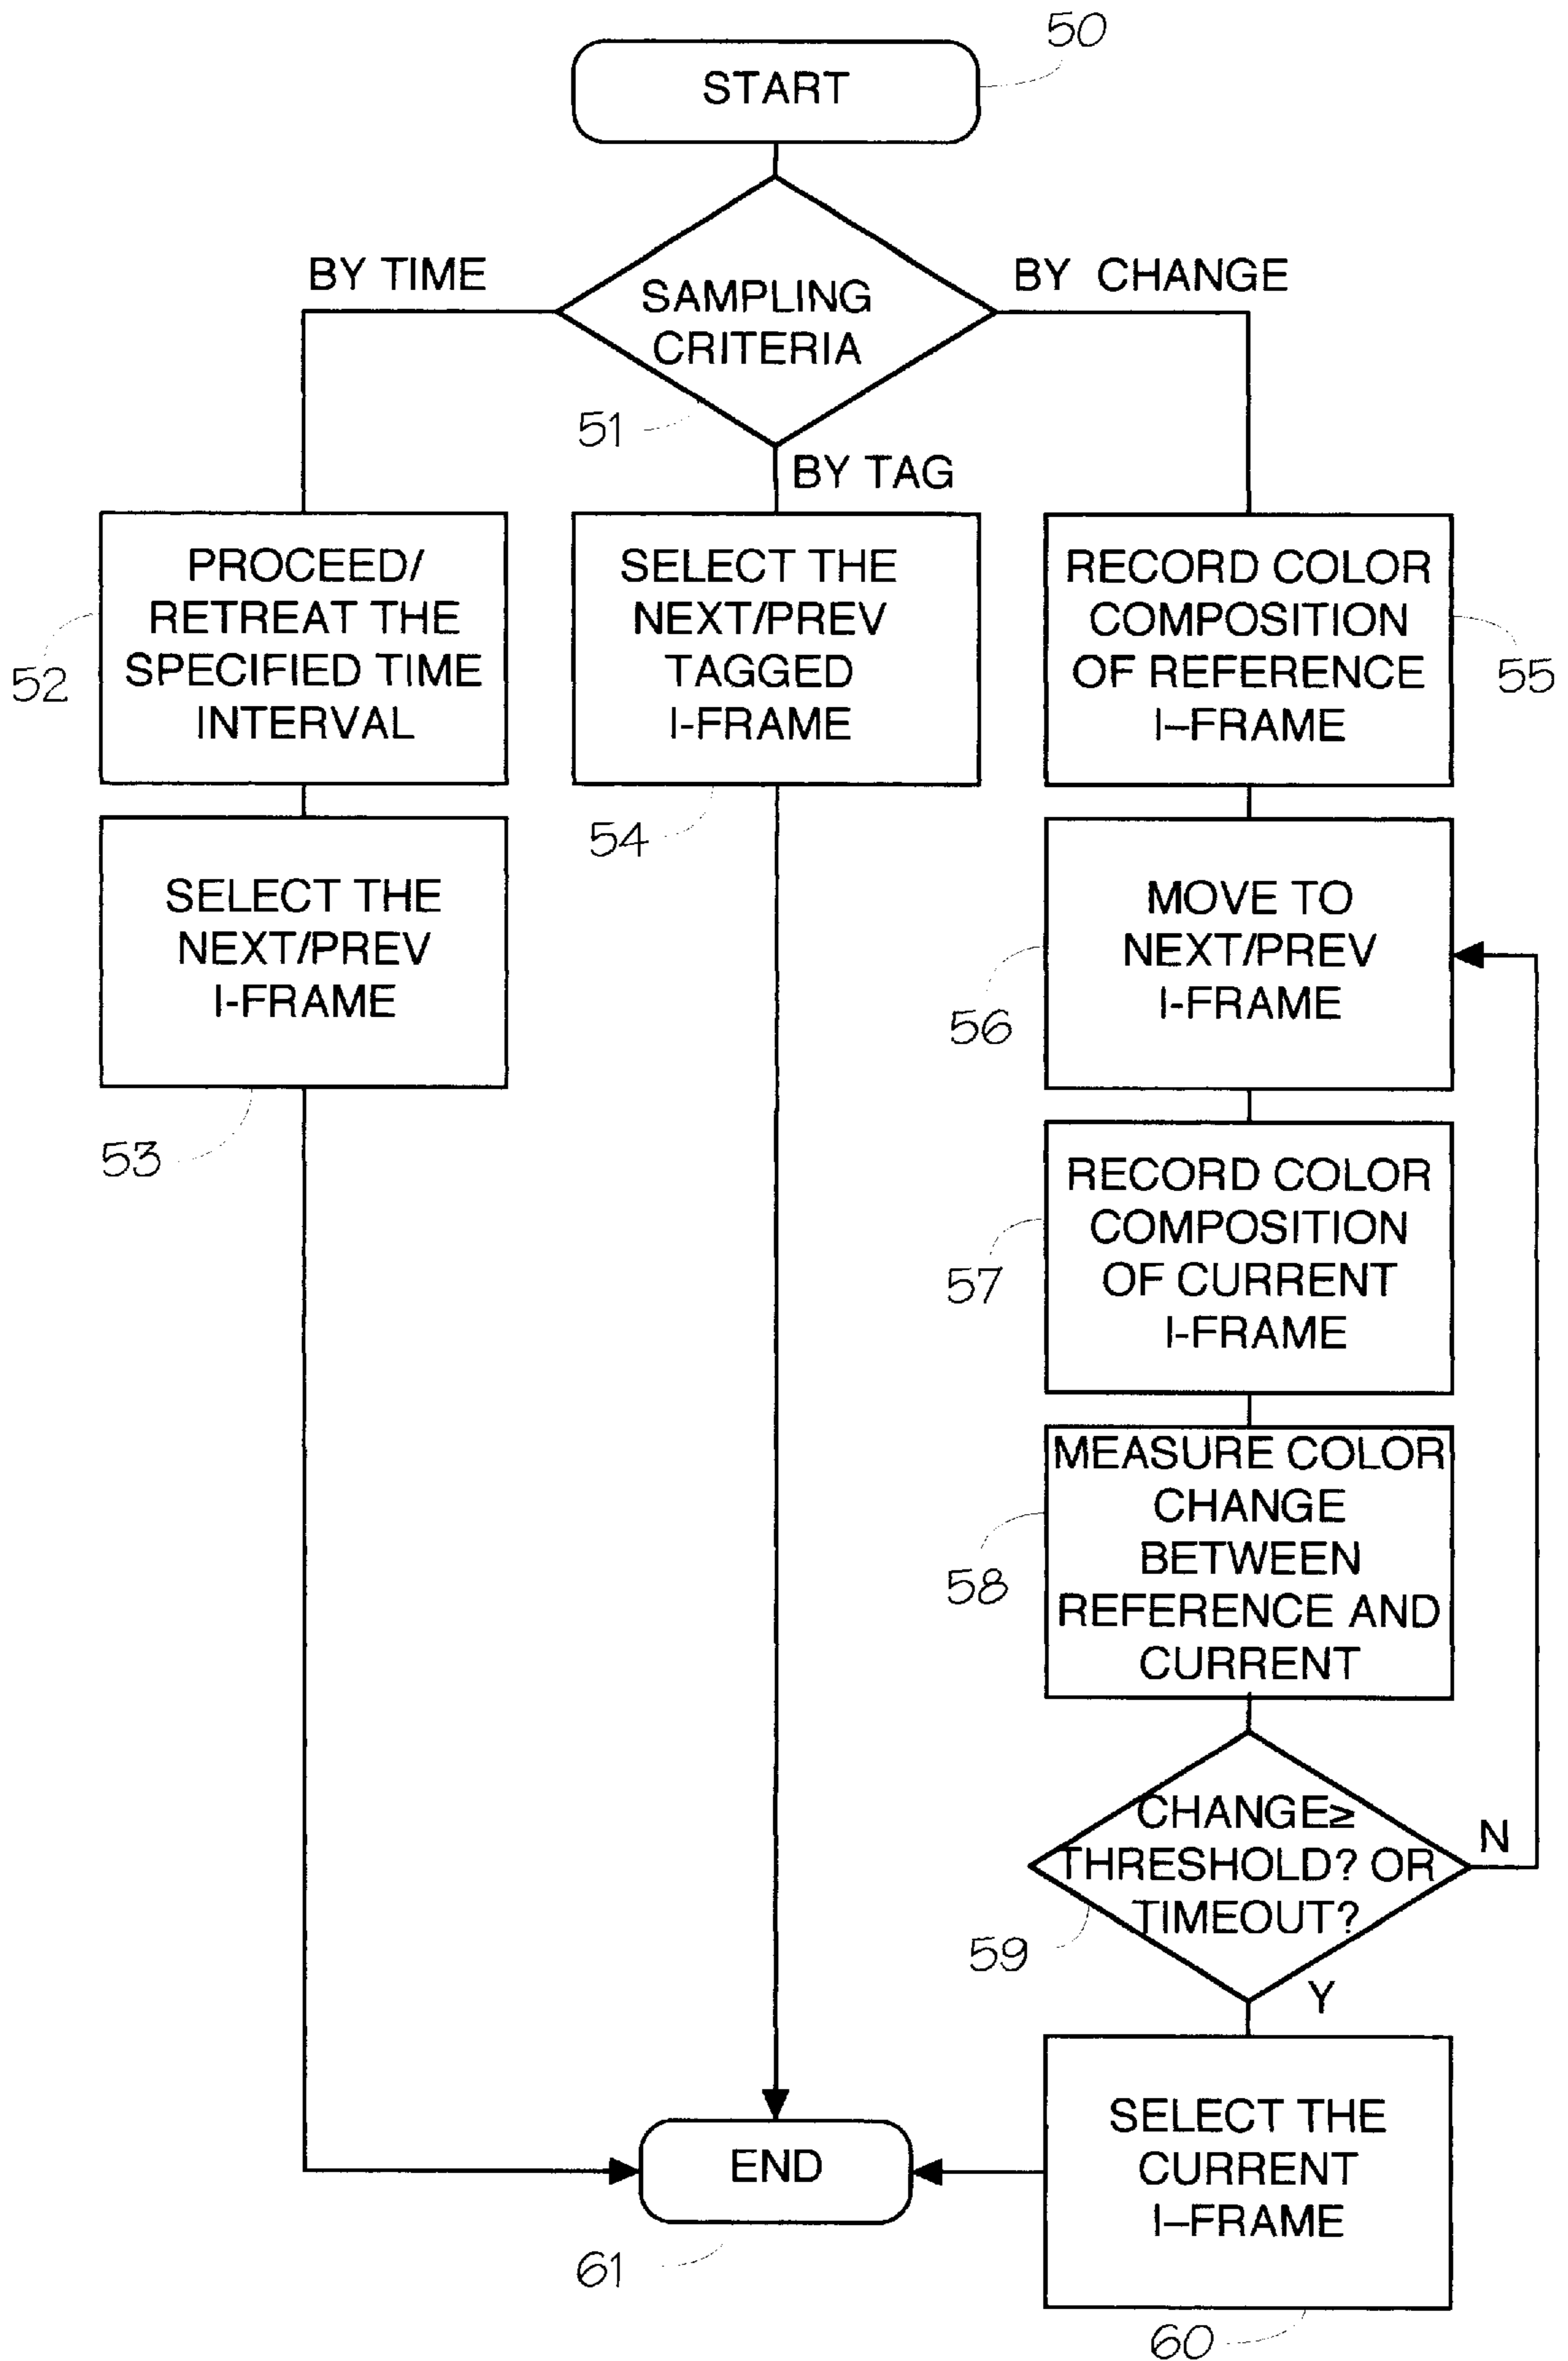 50
START
BY TIME
BY CHANGE
SAMPLING
CRITERIA
51
BY TAG
PROCEED/
RETREAT THE
SPECIFIED TIME
INTERVAL
52
SELECT THE
NEXT/PREV
TAGGED
I-FRAME
54
RECORD COLOR
COMPOSITION
OF REFERENCE
I–FRAME
55
SELECT THE
NEXT/PREV
I-FRAME
53
MOVE TO
NEXT/PREV
I-FRAME
56
RECORD COLOR
COMPOSITION
OF CURRENT
I-FRAME
57
MEASURE COLOR
CHANGE
BETWEEN
REFERENCE AND
CURRENT
58
CHANGE≥
THRESHOLD? OR
TIMEOUT?
N
59
Y
SELECT THE
CURRENT
I–FRAME
60
END
61